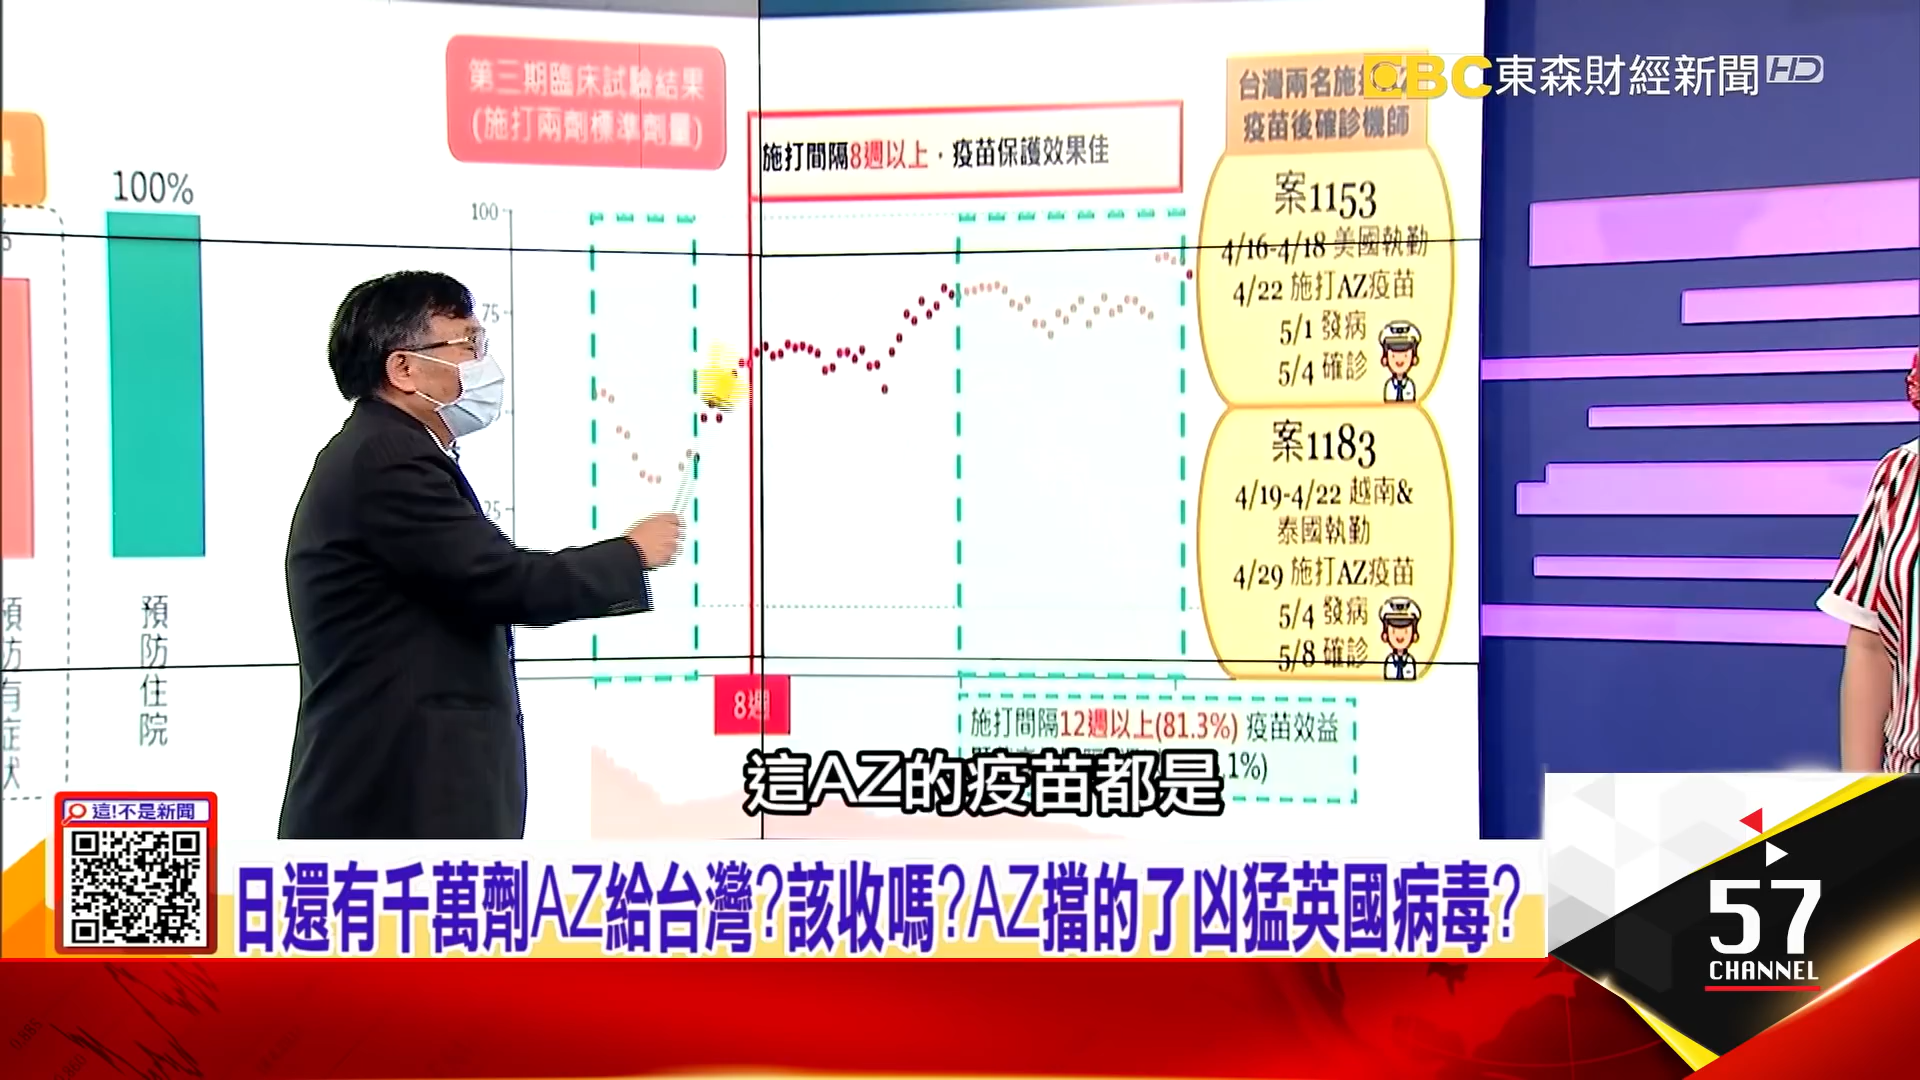 第三期臨床試驗結果
(施打兩劑標準劑量)
100%
預防住院
預防有症狀
100
75
25
施打間隔8週以上，疫苗保護效果佳
8週
施打間隔12週以上(81.3%) 疫苗效益
.1%)
台灣兩名施
疫苗後確診機師
案1153
4/16-4/18 美國執勤
4/22 施打AZ疫苗
5/1 發病
5/4 確診
案1183
4/19-4/22 越南&
泰國執勤
4/29 施打AZ疫苗
5/4 發病
5/8 確診
EBC東森財經新聞HD
這AZ的疫苗都是
這!不是新聞
日還有千萬劑AZ給台灣?該收嗎?AZ擋的了凶猛英國病毒?
57
CHANNEL